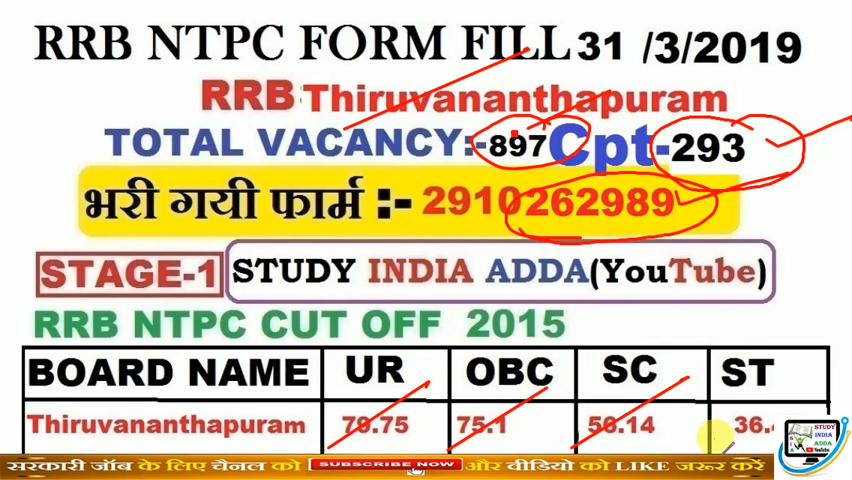 RRB NTPC FORM FILL 31 /3/2019
RRB Thiruvananthapuram
TOTAL VACANCY:-897 Cpt-293
भरी गयी फार्म :- 2910262989
STAGE-1 STUDY INDIA ADDA(YouTube)
RRB NTPC CUT OFF 2015
BOARD NAME UR OBC SC ST
Thiruvananthapuram 79.75 75.1 56.14 36.
STUDY
INDIA
ADDA
YouTube
सरकारी जॉब के लिए चैनल को SUBSCRIBE NOW और वीडियो को LIKE जरूर करें